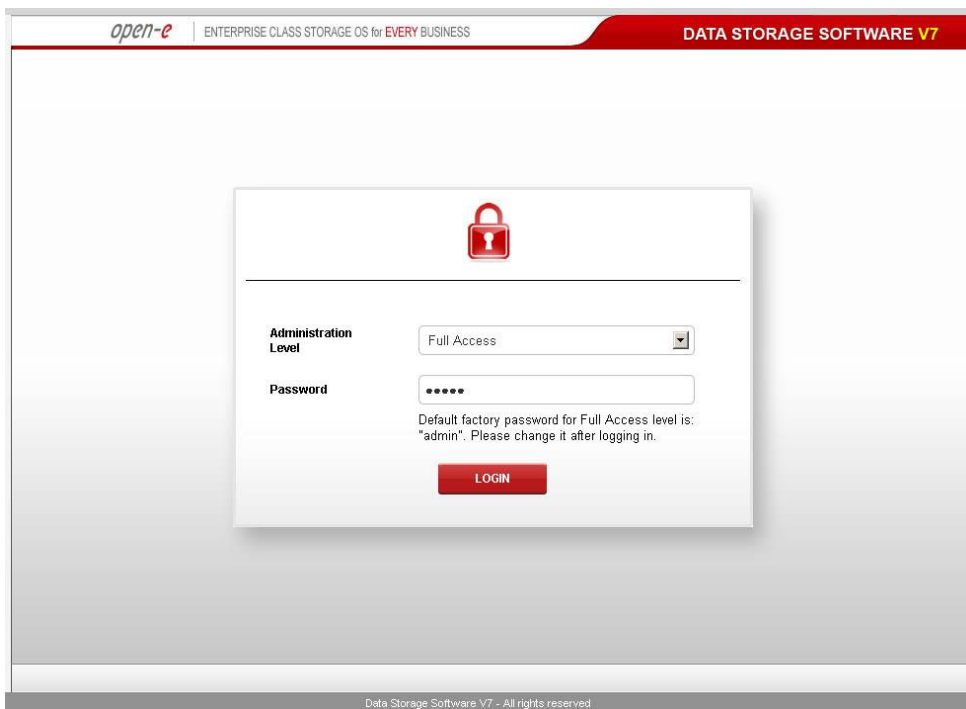 open-e ENTERPRISE CLASS STORAGE OS for EVERY BUSINESS DATA STORAGE SOFTWARE V7
Administration
Level
Full Access
Password
•••••
Default factory password for Full Access level is:
"admin". Please change it after logging in.
LOGIN
Data Storage Software V7 - All rights reserved